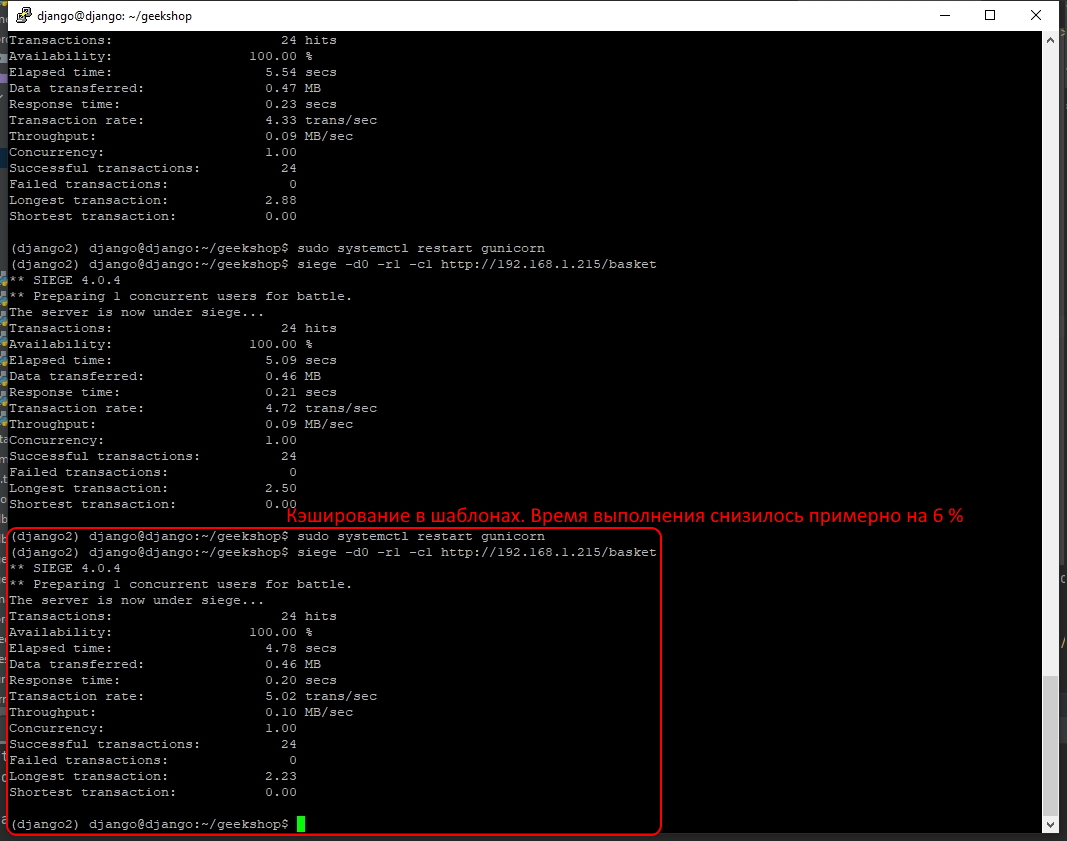 django@django: ~/geekshop
Transactions: 24 hits
Availability: 100.00 %
Elapsed time: 5.54 secs
Data transferred: 0.47 MB
Response time: 0.23 secs
Transaction rate: 4.33 trans/sec
Throughput: 0.09 MB/sec
Concurrency: 1.00
Successful transactions: 24
Failed transactions: 0
Longest transaction: 2.88
Shortest transaction: 0.00
(django2) django@django:~/geekshop$ sudo systemctl restart gunicorn
(django2) django@django:~/geekshop$ siege -d0 -r1 -c1 http://192.168.1.215/basket
** SIEGE 4.0.4
** Preparing 1 concurrent users for battle.
The server is now under siege...
Transactions: 24 hits
Availability: 100.00 %
Elapsed time: 5.09 secs
Data transferred: 0.46 MB
Response time: 0.21 secs
Transaction rate: 4.72 trans/sec
Throughput: 0.09 MB/sec
Concurrency: 1.00
Successful transactions: 24
Failed transactions: 0
Longest transaction: 2.50
Shortest transaction: 0.00
Кэширование в шаблонах. Время выполнения снизилось примерно на 6 %
(django2) django@django:~/geekshop$ sudo systemctl restart gunicorn
(django2) django@django:~/geekshop$ siege -d0 -r1 -c1 http://192.168.1.215/basket
** SIEGE 4.0.4
** Preparing 1 concurrent users for battle.
The server is now under siege...
Transactions: 24 hits
Availability: 100.00 %
Elapsed time: 4.78 secs
Data transferred: 0.46 MB
Response time: 0.20 secs
Transaction rate: 5.02 trans/sec
Throughput: 0.10 MB/sec
Concurrency: 1.00
Successful transactions: 24
Failed transactions: 0
Longest transaction: 2.23
Shortest transaction: 0.00
(django2) django@django:~/geekshop$